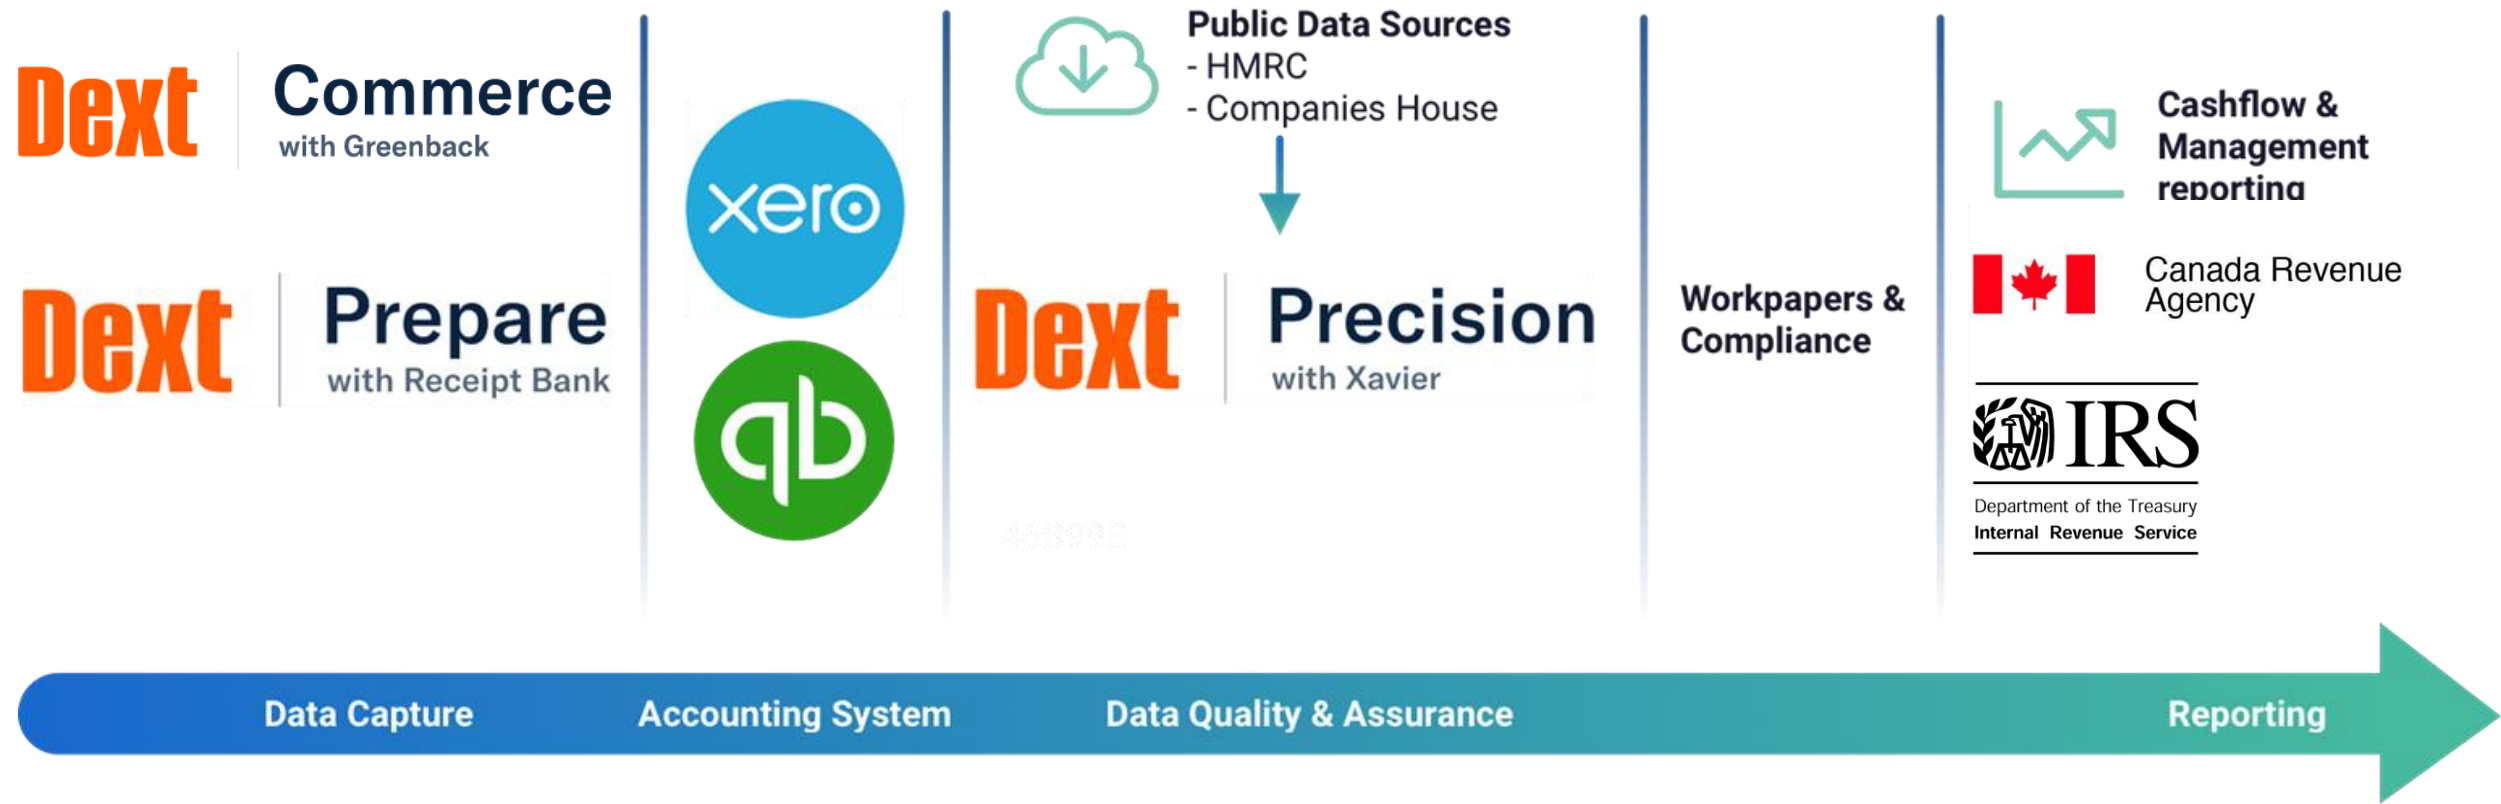 Dext
Commerce
with Greenback
Dext
Prepare
with Receipt Bank
xero
qb
Public Data Sources
- HMRC
- Companies House
Dext
Precision
with Xavier
Workpapers &
Compliance
Cashflow &
Management
reporting
Canada Revenue
Agency
IRS
Department of the Treasury
Internal Revenue Service
Data Capture
Accounting System
Data Quality & Assurance
Reporting